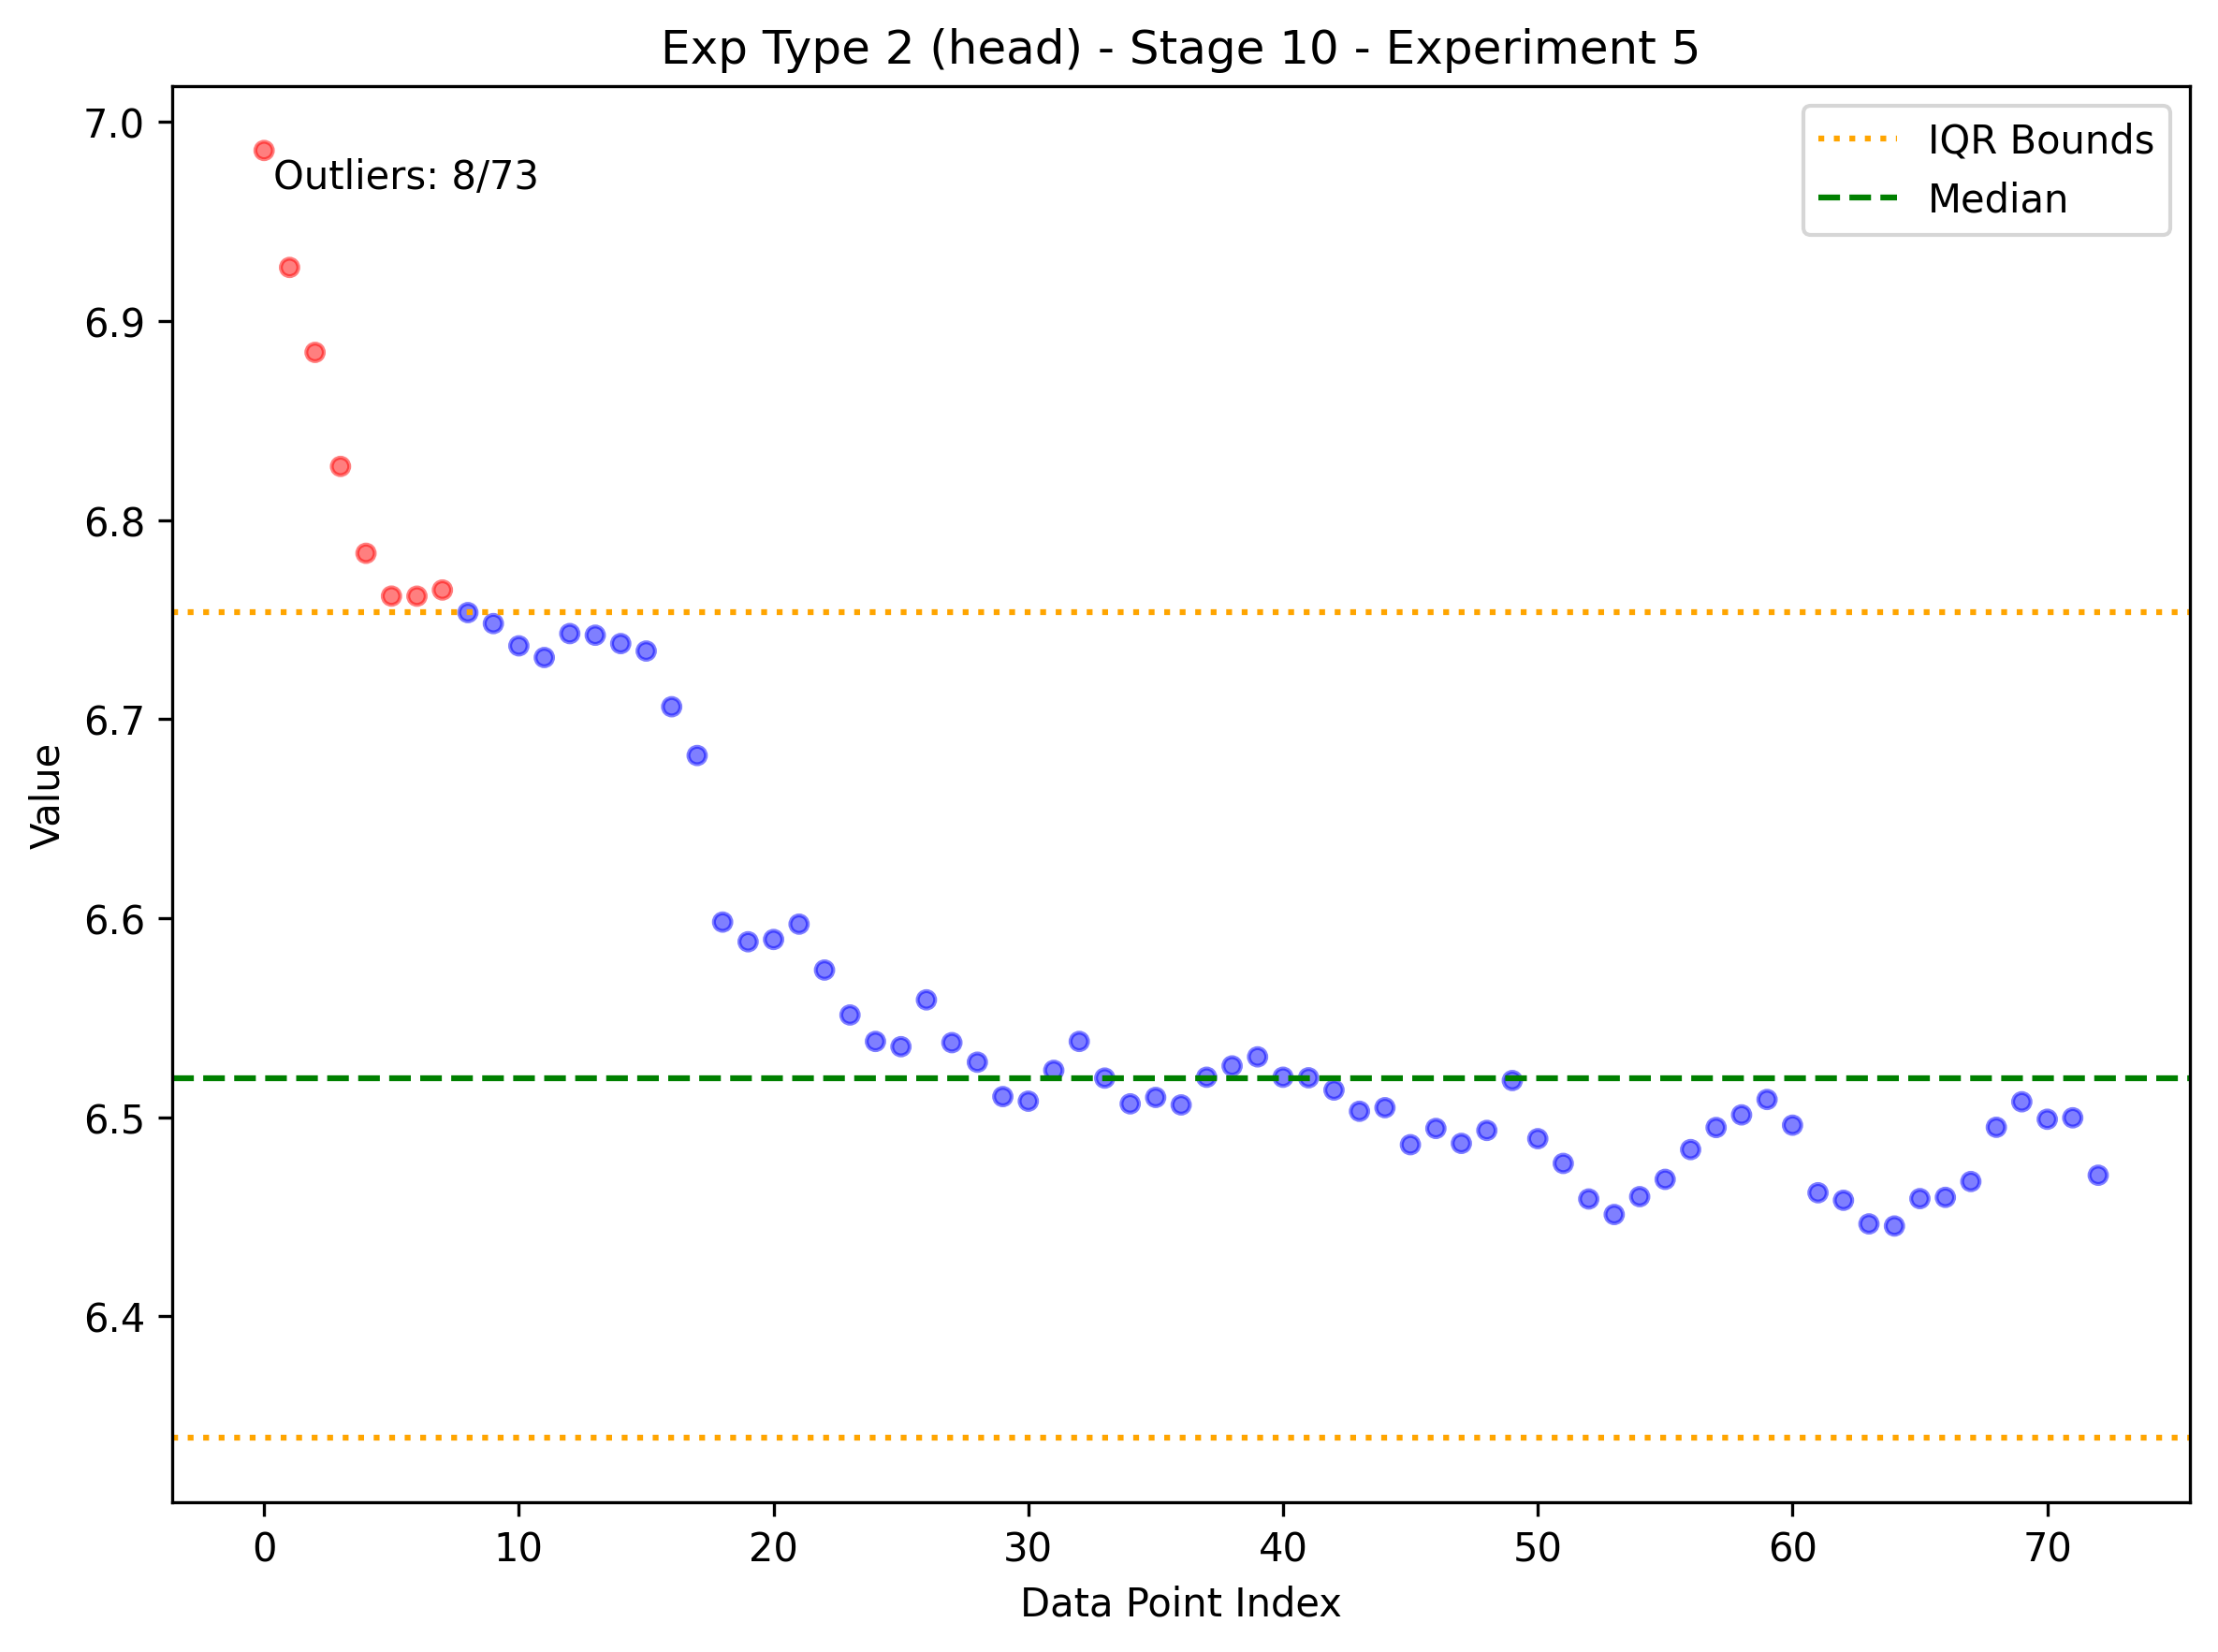 Exp Type 2 (head) - Stage 10 - Experiment 5
7.0
6.9
6.8
6.7
6.6
6.5
6.4
Value
Outliers: 8/73
IQR Bounds
Median
0 10 20 30 40 50 60 70
Data Point Index